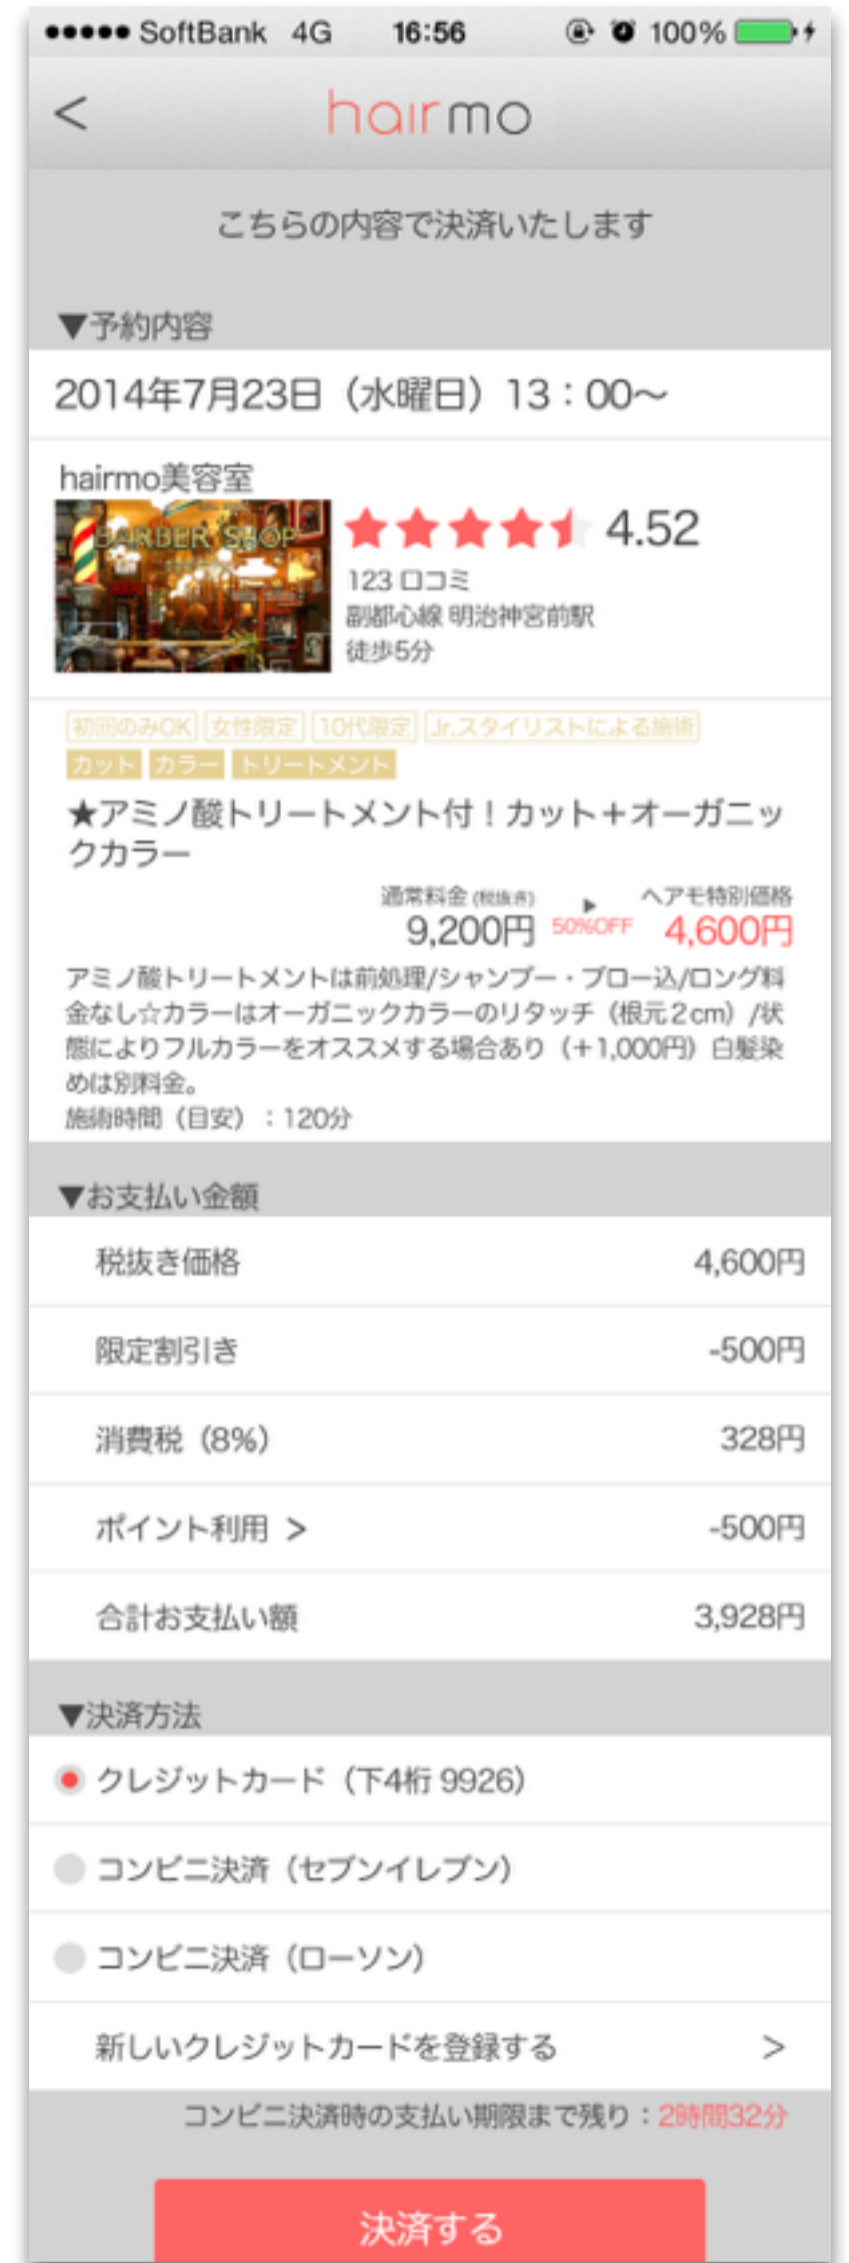 SoftBank 4G 16:56 100%
< hairmo
こちらの内容で決済いたします
▼予約内容
2014年7月23日（水曜日）13：00〜
hairmo美容室
BARBER SHOP
★★★★★ 4.52
123 口コミ
副都心線 明治神宮前駅
徒歩5分
初回のみOK 女性限定 10代限定 Jr.スタイリストによる施術
カット カラー トリートメント
★アミノ酸トリートメント付！カット＋オーガニッ
クカラー
通常料金 (税抜き) ▶ ヘアモ特別価格
9,200円 50%OFF 4,600円
アミノ酸トリートメントは前処理/シャンプー・ブロー込/ロング料
金なし☆カラーはオーガニックカラーのリタッチ（根元２cm）/状
態によりフルカラーをオススメする場合あり（＋1,000円）白髪染
めは別料金。
施術時間（目安）：120分
▼お支払い金額
税抜き価格 4,600円
限定割引き -500円
消費税（8%） 328円
ポイント利用 > -500円
合計お支払い額 3,928円
▼決済方法
クレジットカード（下4桁 9926）
コンビニ決済（セブンイレブン）
コンビニ決済（ローソン）
新しいクレジットカードを登録する >
コンビニ決済時の支払い期限まで残り：2時間32分
決済する